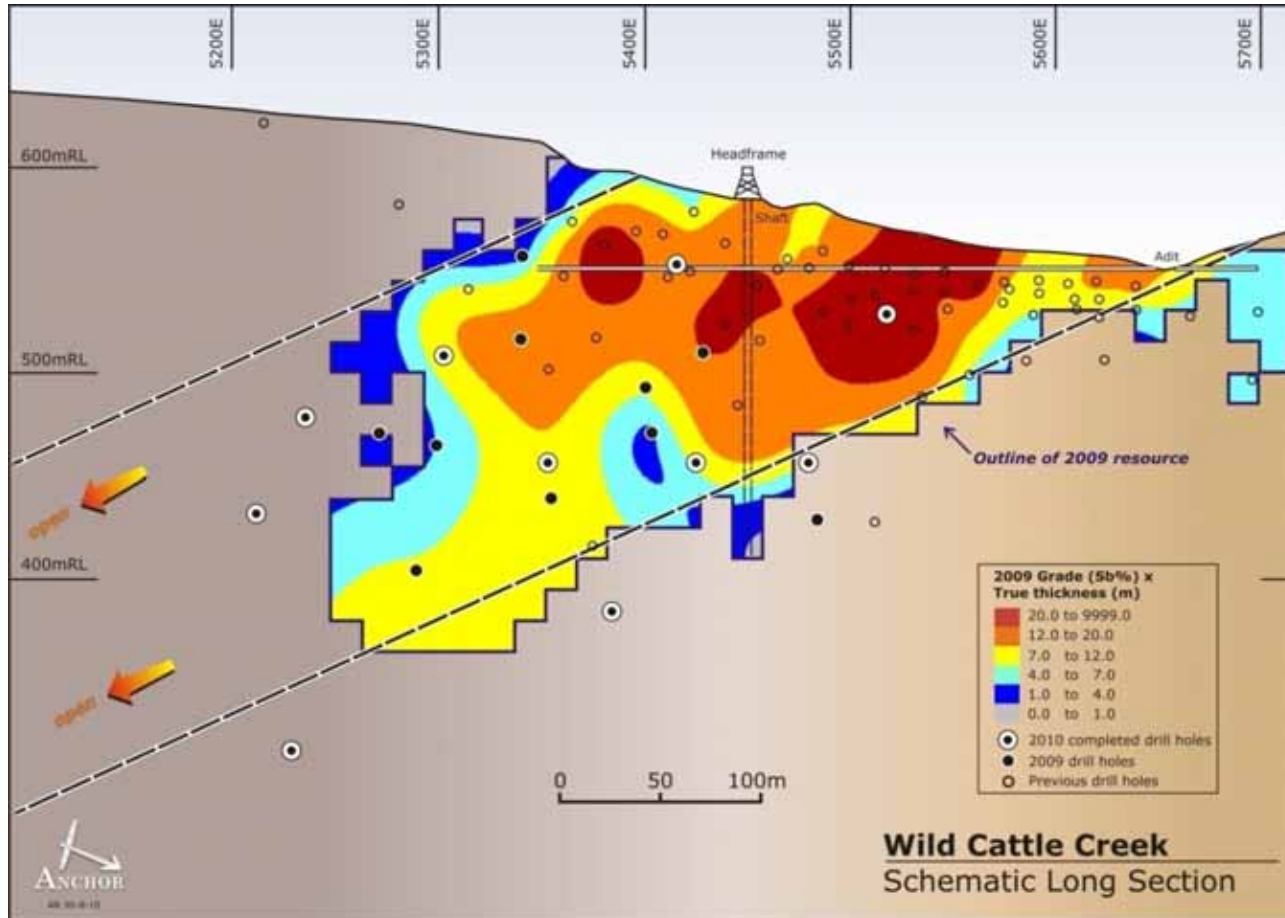 5200E
5300E
5400E
5500E
5600E
5700E
600mRL
Headframe
Shaft
Adit
500mRL
Outline of 2009 resource
open
400mRL
open
2009 Grade (Sb%) x
True thickness (m)
20.0 to 9999.0
12.0 to 20.0
7.0 to 12.0
4.0 to 7.0
1.0 to 4.0
0.0 to 1.0
2010 completed drill holes
2009 drill holes
Previous drill holes
0 50 100m
Wild Cattle Creek
Schematic Long Section
ANCHOR